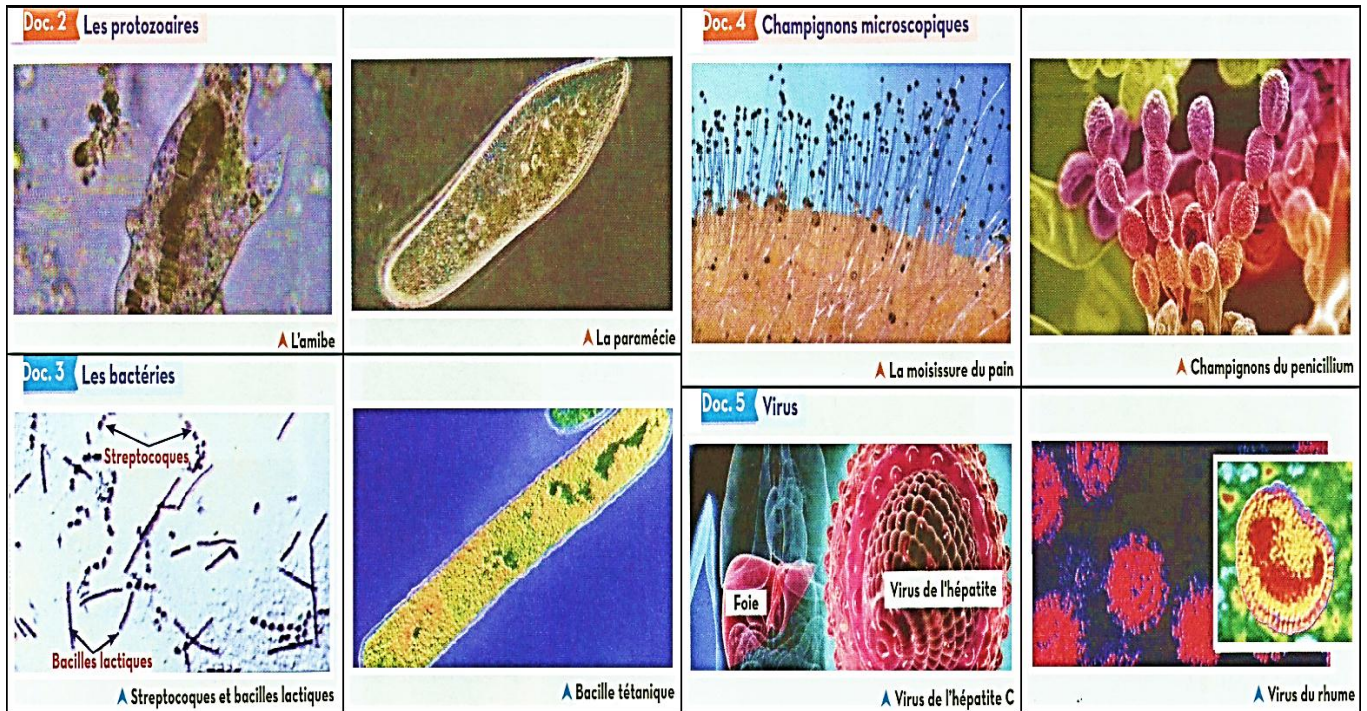 Doc. 2 Les protozoaires
L'amibe
La paramécie
Doc. 3 Les bactéries
Streptocoques
Bacilles lactiques
Streptocoques et bacilles lactiques
Bacille tétanique
Doc. 4 Champignons microscopiques
La moisissure du pain
Champignons du penicillium
Doc. 5 Virus
Foie
Virus de l'hépatite
Virus de l'hépatite C
Virus du rhume